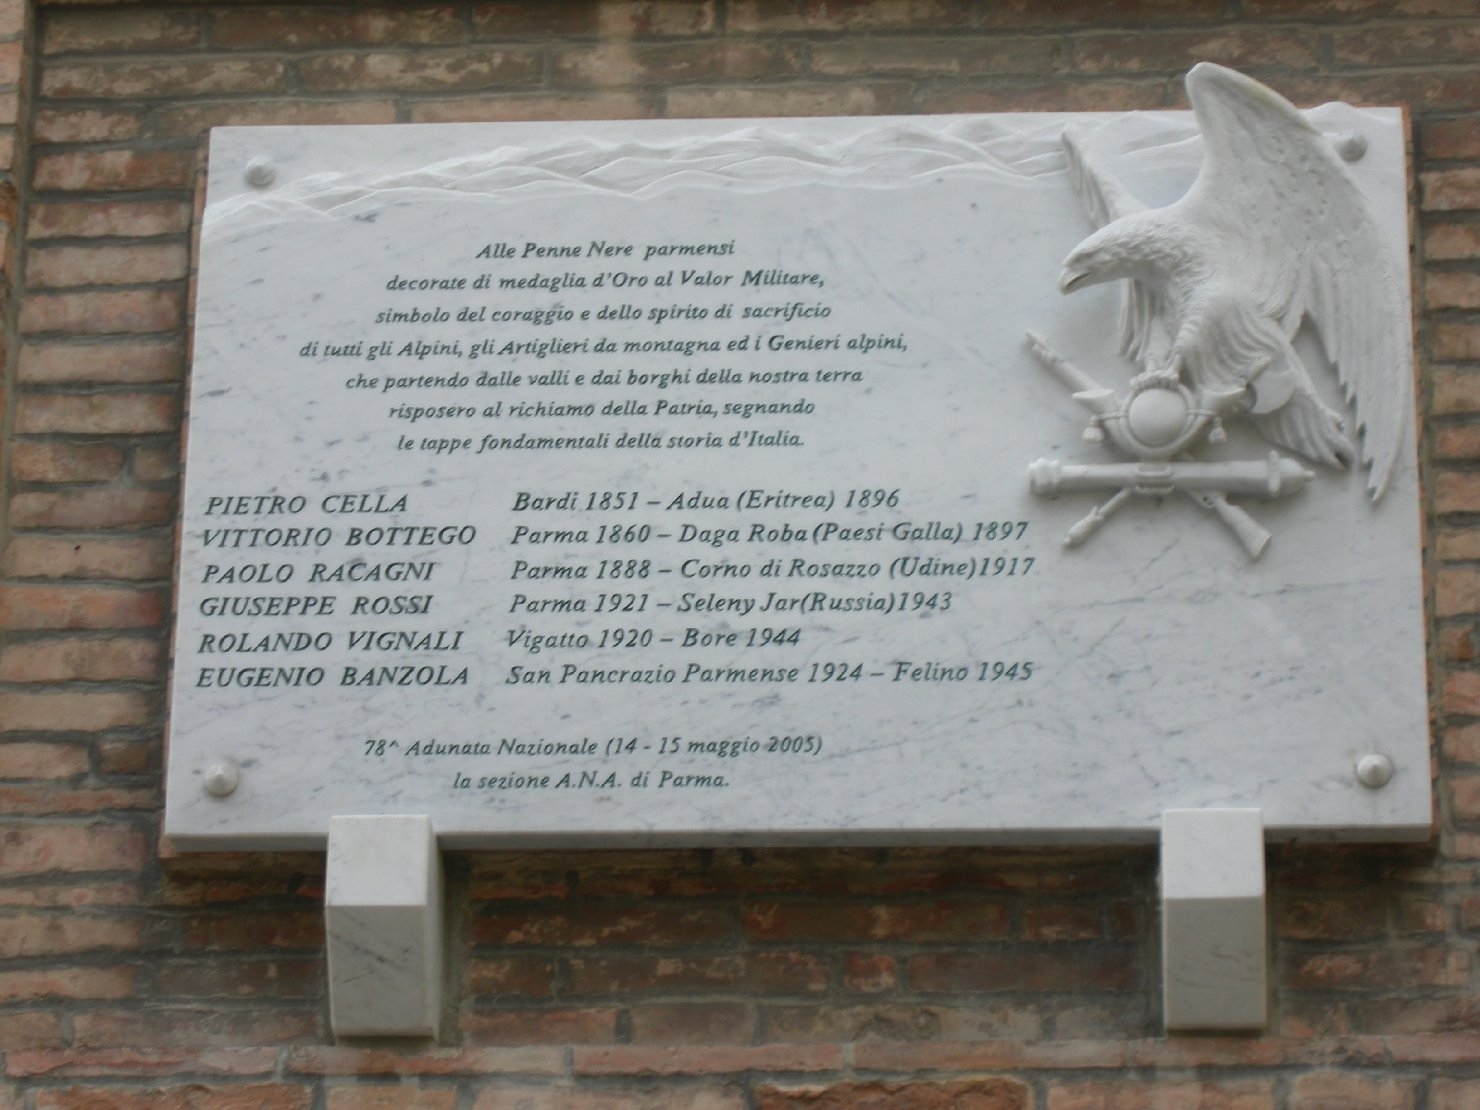 Alle Penne Nere parmensi
decorate di medaglia d'Oro al Valor Militare,
simbolo del coraggio e dello spirito di sacrificio
di tutti gli Alpini, gli Artiglieri da montagna ed i Genieri alpini,
che partendo dalle valli e dai borghi della nostra terra
risposero al richiamo della Patria, segnando
le tappe fondamentali della storia d'Italia.
PIETRO CELLA Bardi 1851 – Adua (Eritrea) 1896
VITTORIO BOTTEGO Parma 1860 – Daga Roba (Paesi Galla) 1897
PAOLO RACAGNI Parma 1888 – Corno di Rosazzo (Udine) 1917
GIUSEPPE ROSSI Parma 1921 – Seleny Jar (Russia) 1943
ROLANDO VIGNALI Vigatto 1920 – Bore 1944
EUGENIO BANZOLA San Pancrazio Parmense 1924 – Felino 1945
78^ Adunata Nazionale (14 - 15 maggio 2005)
la sezione A.N.A. di Parma.